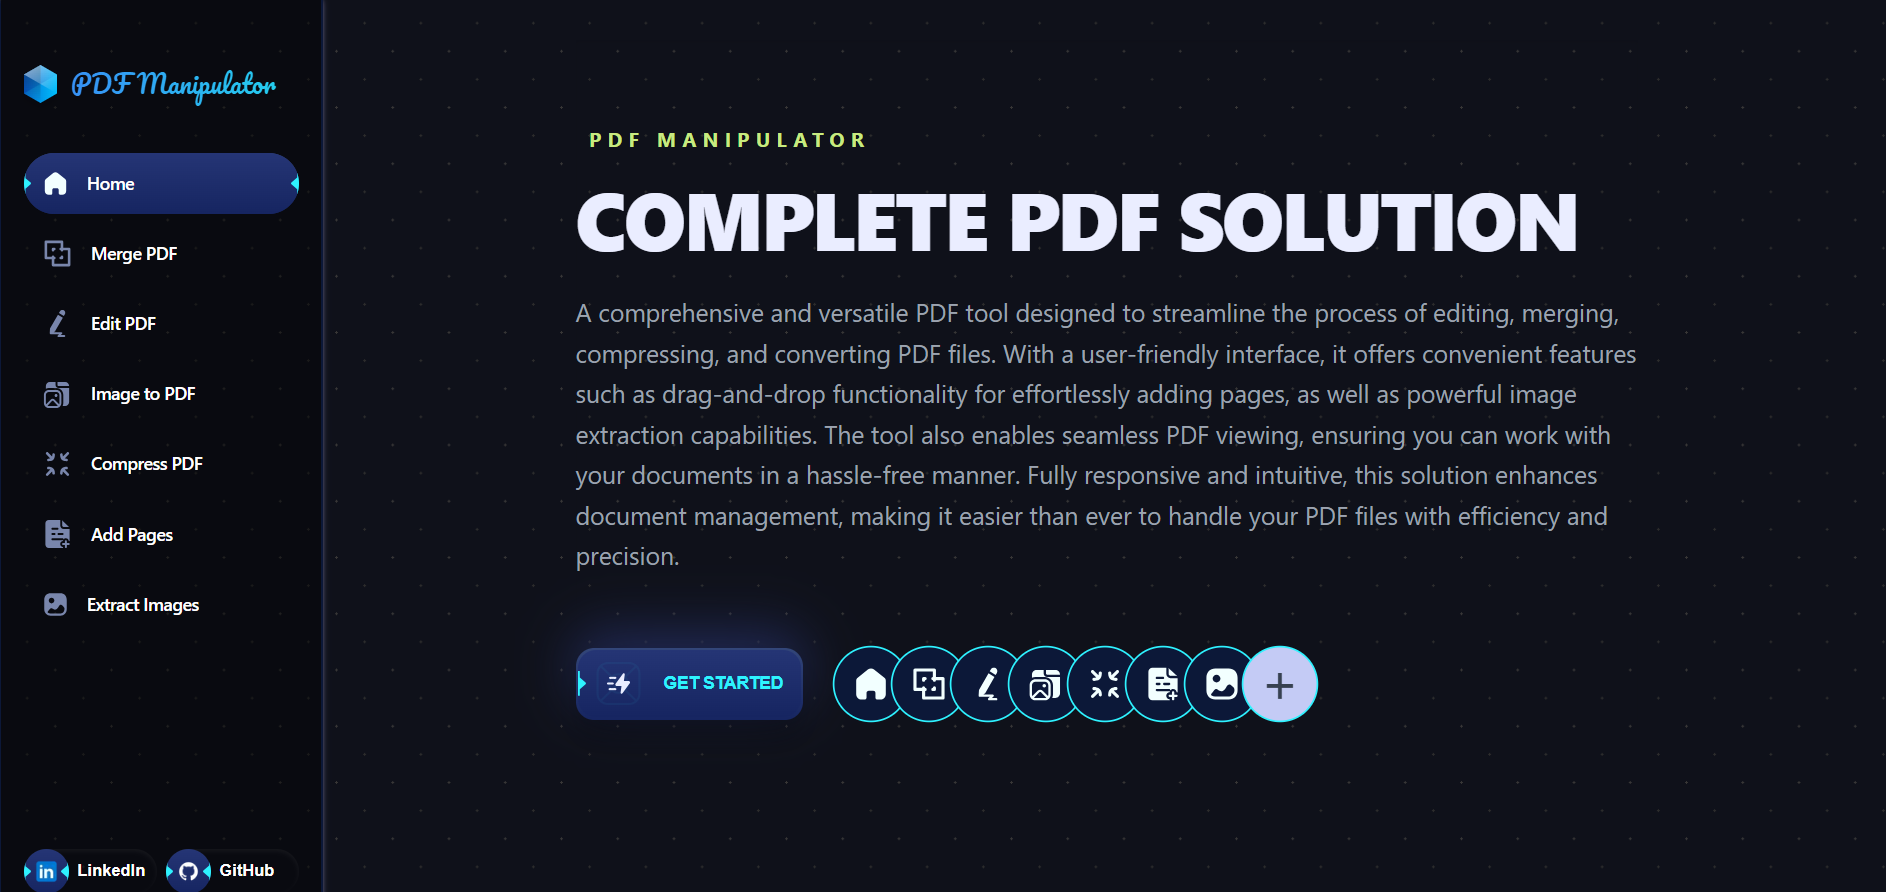 PDF Manipulator
Home
Merge PDF
Edit PDF
Image to PDF
Compress PDF
Add Pages
Extract Images
LinkedIn
GitHub
PDF MANIPULATOR
COMPLETE PDF SOLUTION
A comprehensive and versatile PDF tool designed to streamline the process of editing, merging,
compressing, and converting PDF files. With a user-friendly interface, it offers convenient features
such as drag-and-drop functionality for effortlessly adding pages, as well as powerful image
extraction capabilities. The tool also enables seamless PDF viewing, ensuring you can work with
your documents in a hassle-free manner. Fully responsive and intuitive, this solution enhances
document management, making it easier than ever to handle your PDF files with efficiency and
precision.
GET STARTED